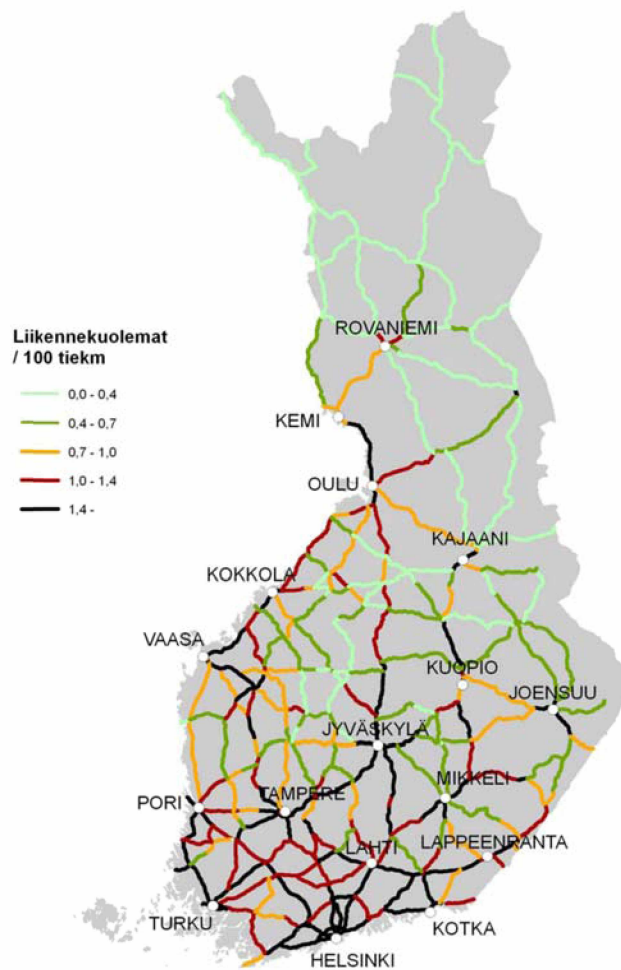 Liikennekuolemat
/ 100 tiekm
0,0 - 0,4
0,4 - 0,7
0,7 - 1,0
1,0 - 1,4
1,4 -
ROVANIEMI
KEMI
OULU
KAJAANI
KOKKOLA
VAASA
KUOPIO
JOENSUU
JYVÄSKYLÄ
MIKKELI
PORI
TAMPERE
LAHTI
LAPPEENRANTA
TURKU
KOTKA
HELSINKI